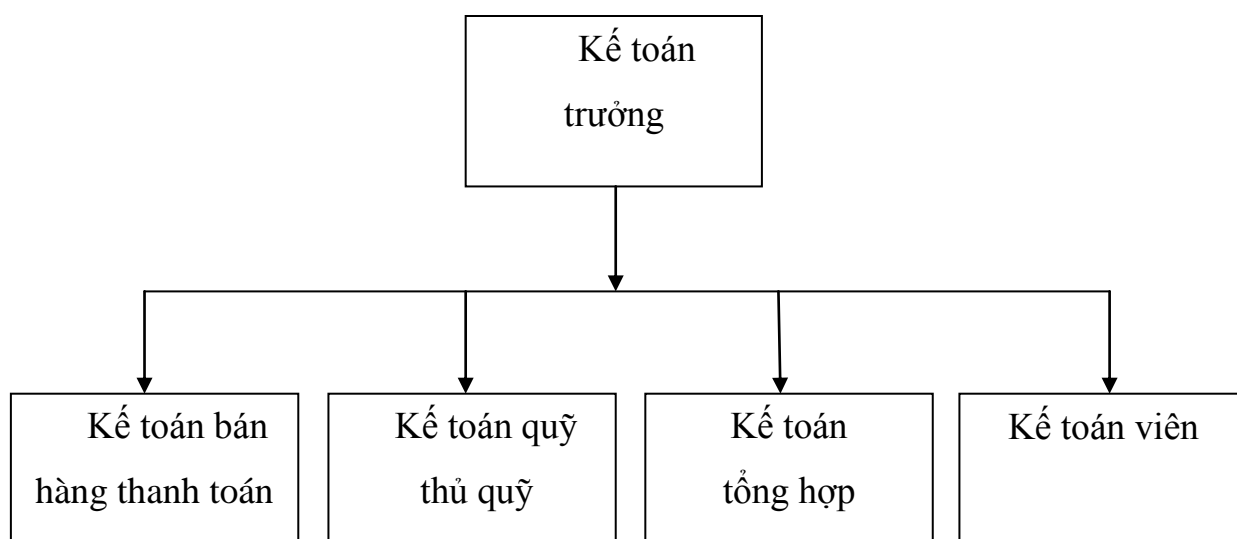 Kế toán
trưởng
Kế toán bán
hàng thanh toán
Kế toán quỹ
thủ quỹ
Kế toán
tổng hợp
Kế toán viên